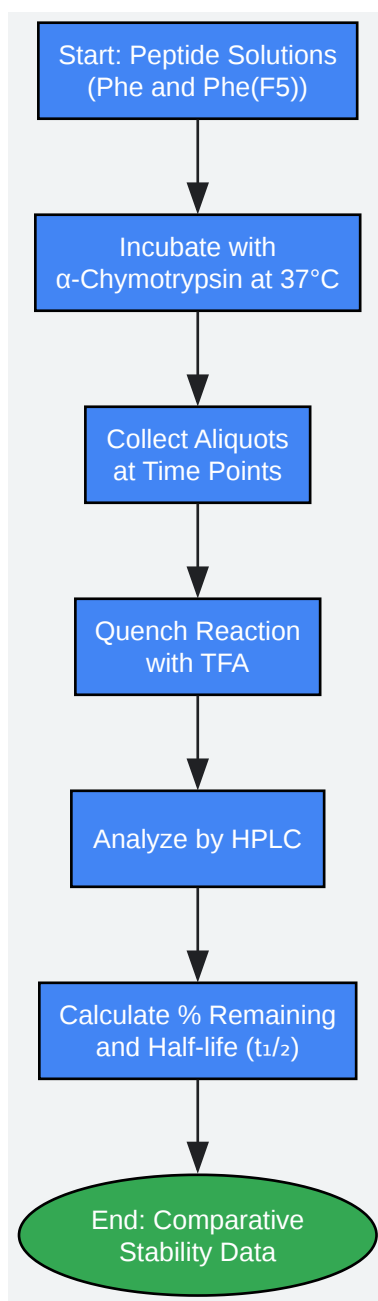 Start: Peptide Solutions
(Phe and Phe(F5))
Incubate with
α-Chymotrypsin at 37°C
Collect Aliquots
at Time Points
Quench Reaction
with TFA
Analyze by HPLC
Calculate % Remaining
and Half-life (t₁/₂)
End: Comparative
Stability Data